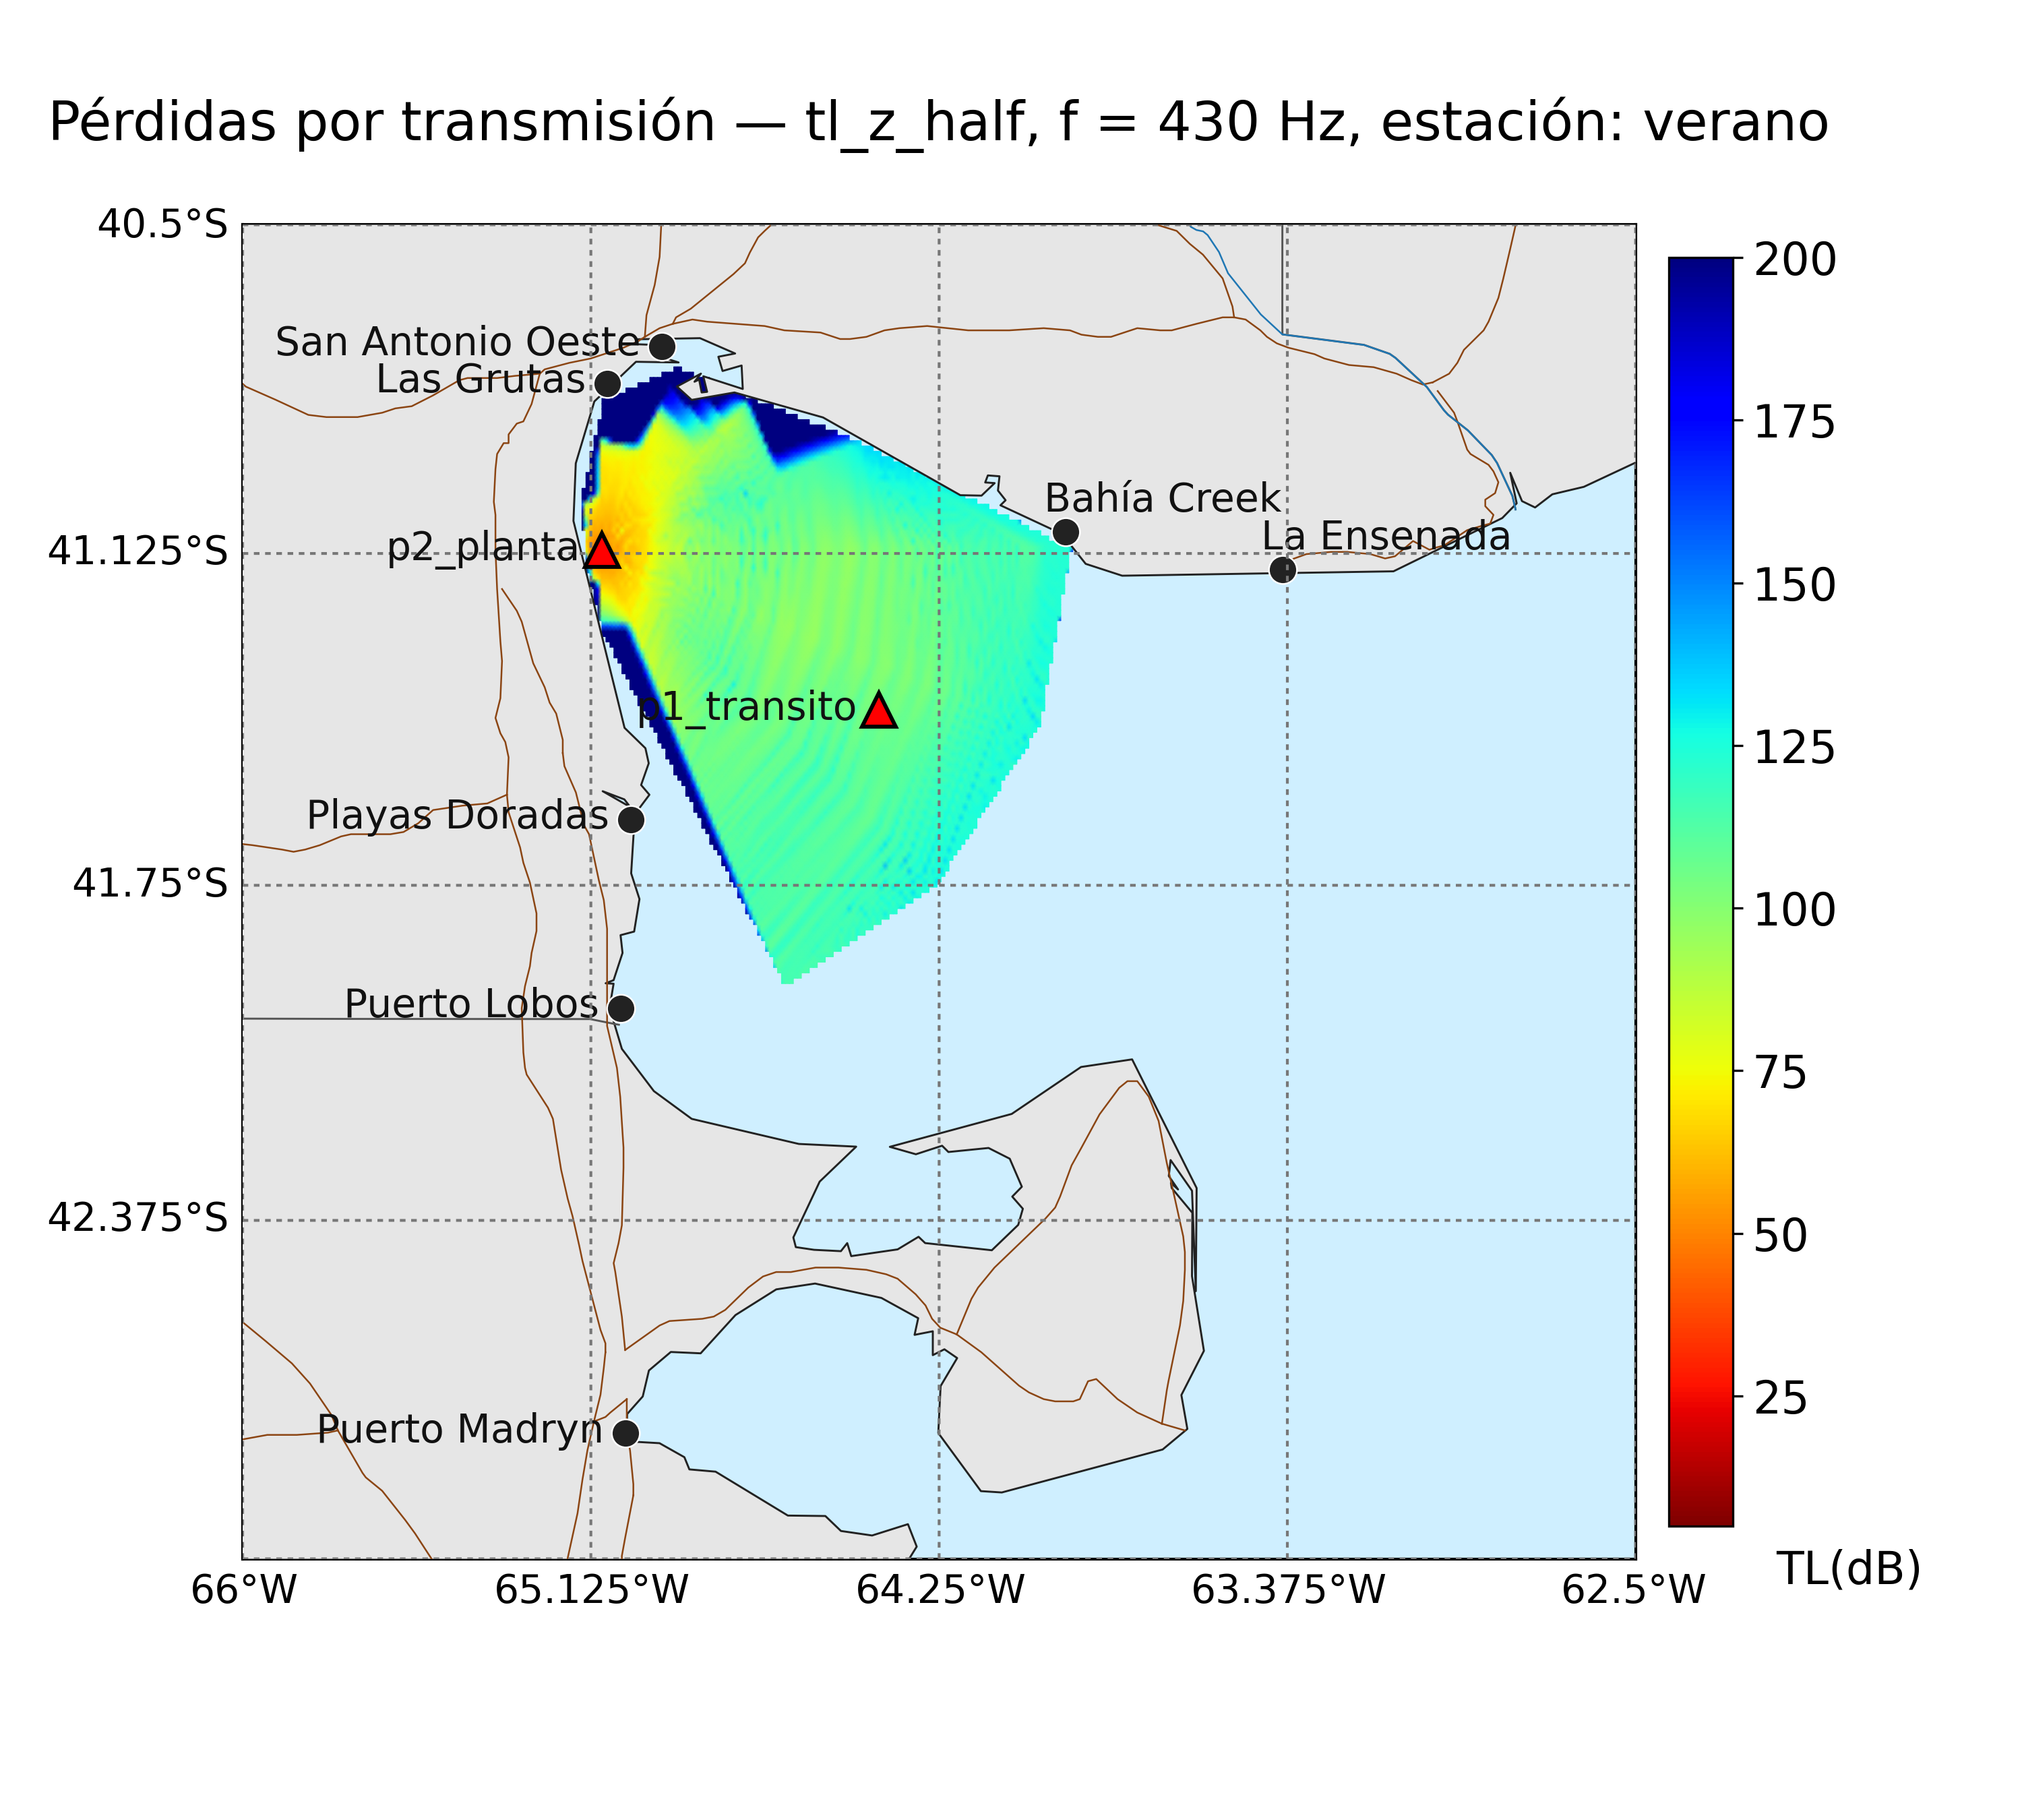 Pérdidas por transmisión — tl_z_half, f = 430 Hz, estación: verano
40.5°S
200
San Antonio Oeste
Las Grutas
175
Bahía Creek
La Ensenada
p2_planta
41.125°S
150
p1_transito
125
Playas Doradas
41.75°S
100
Puerto Lobos
75
42.375°S
50
25
Puerto Madryn
TL(dB)
66°W
65.125°W
64.25°W
63.375°W
62.5°W